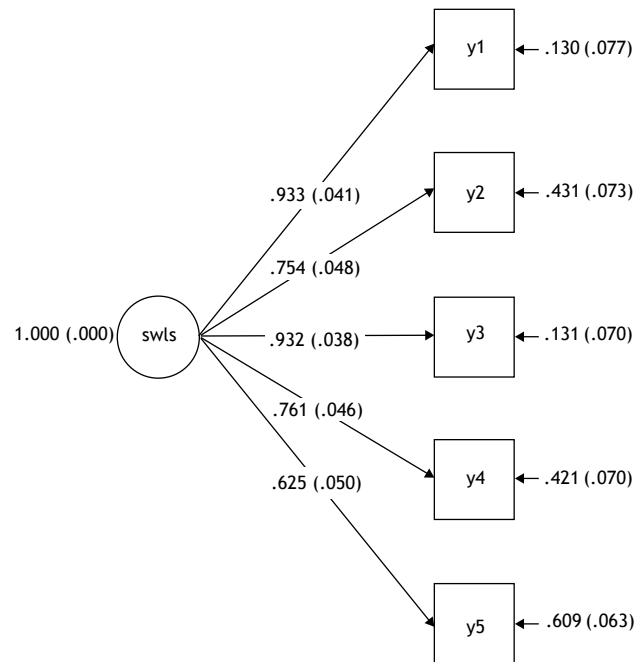 y1
.130 (.077)
.933 (.041)
y2
.431 (.073)
.754 (.048)
1.000 (.000)
swls
.932 (.038)
y3
.131 (.070)
.761 (.046)
y4
.421 (.070)
.625 (.050)
y5
.609 (.063)